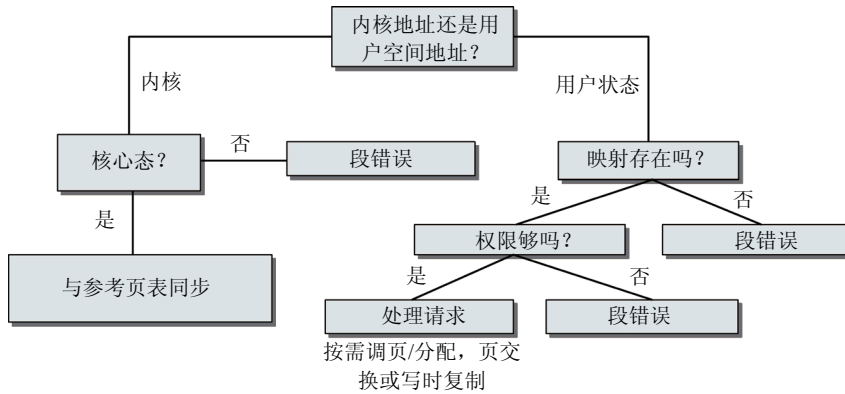 内核地址还是用
户空间地址？
内核
用户状态
核心态？
否
段错误
映射存在吗？
是
是
否
权限够吗？
段错误
与参考页表同步
是
否
处理请求
段错误
按需调页/分配，页交
换或写时复制